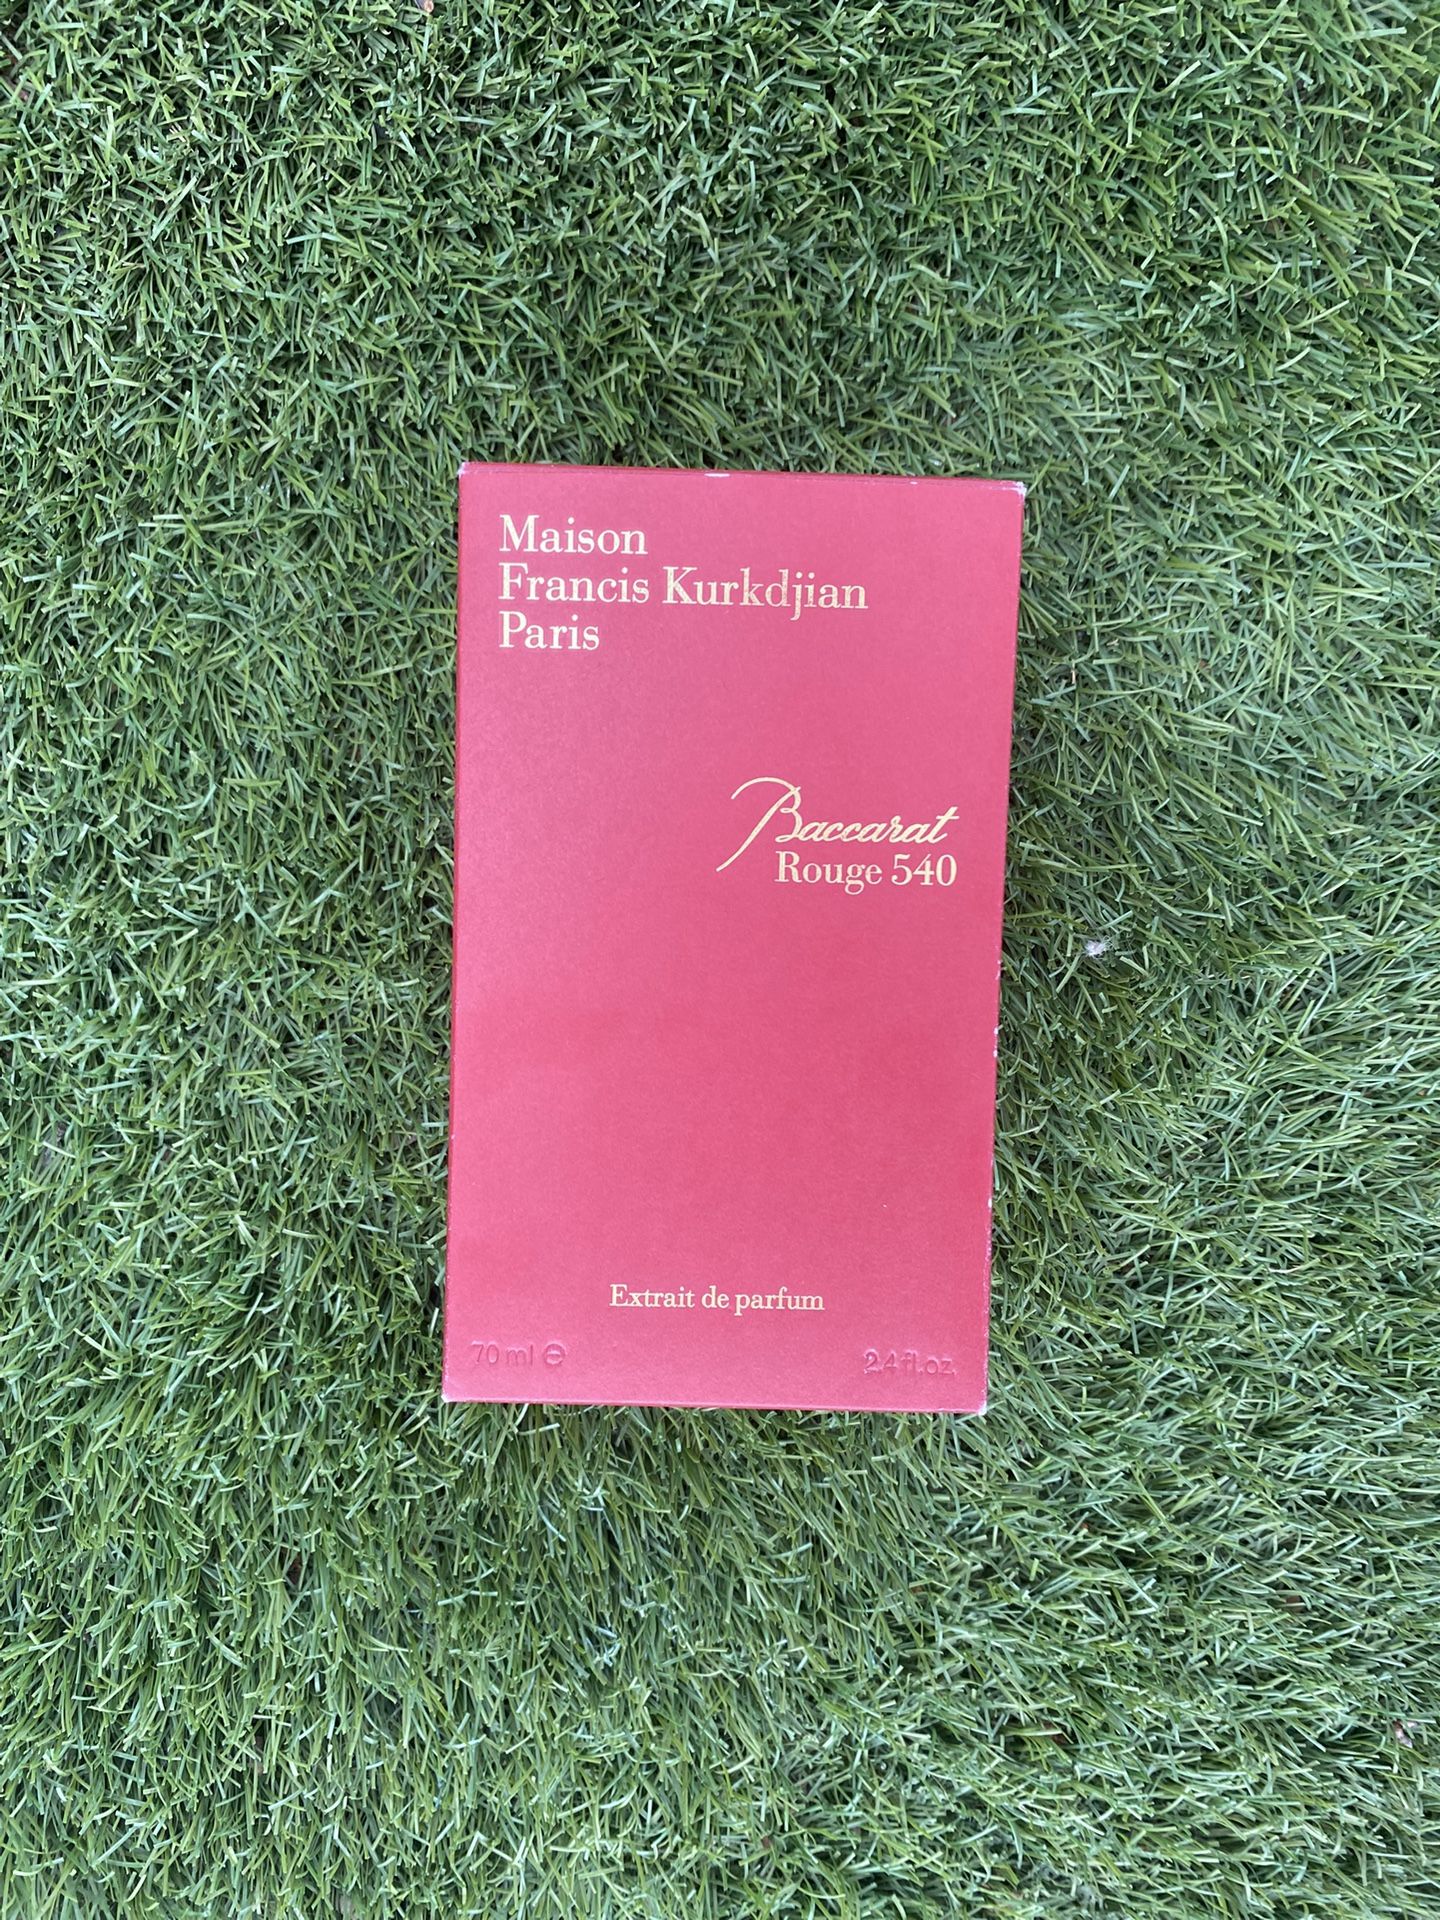 Maison
Francis Kurkdjian
Paris
Baccarat
Rouge 540
Extrait de parfum
70 ml ℮ 2.4 fl.oz.